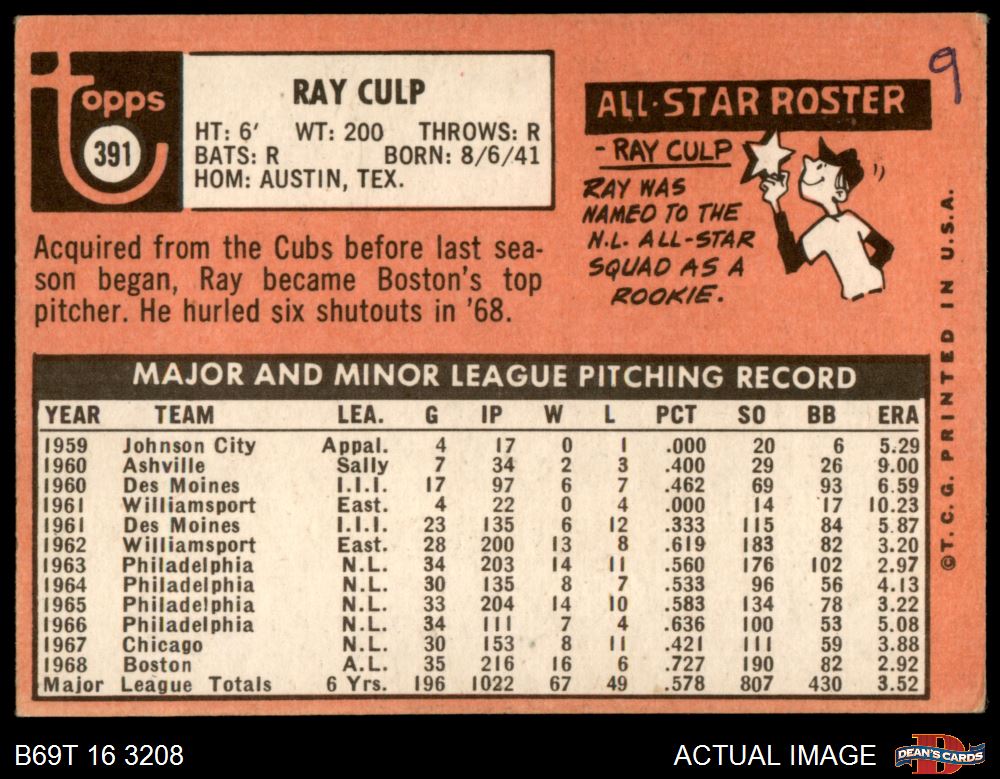 Topps
391
RAY CULP
HT: 6' WT: 200 THROWS: R
BATS: R BORN: 8/6/41
HOM: AUSTIN, TEX.
Acquired from the Cubs before last sea-
son began, Ray became Boston's top
pitcher. He hurled six shutouts in '68.
9
ALL-STAR ROSTER
- RAY CULP
RAY WAS
NAMED TO THE
N.L. ALL-STAR
SQUAD AS A
ROOKIE.
MAJOR AND MINOR LEAGUE PITCHING RECORD
YEAR TEAM LEA. G IP W L PCT SO BB ERA
1959 Johnson City Appal. 4 17 0 1 .000 20 6 5.29
1960 Ashville Sally 7 34 2 3 .400 29 26 9.00
1960 Des Moines I.I.I. 17 97 6 7 .462 69 93 6.59
1961 Williamsport East. 4 22 0 4 .000 14 17 10.23
1961 Des Moines I.I.I. 23 135 6 12 .333 115 84 5.87
1962 Williamsport East. 28 200 13 8 .619 183 82 3.20
1963 Philadelphia N.L. 34 203 14 11 .560 176 102 2.97
1964 Philadelphia N.L. 30 135 8 7 .533 96 56 4.13
1965 Philadelphia N.L. 33 204 14 10 .583 134 78 3.22
1966 Philadelphia N.L. 34 111 7 4 .636 100 53 5.08
1967 Chicago N.L. 30 153 8 11 .421 111 59 3.88
1968 Boston A.L. 35 216 16 6 .727 190 82 2.92
Major League Totals 6 Yrs. 196 1022 67 49 .578 807 430 3.52
©T. C. G. PRINTED IN U.S.A.
B69T 16 3208
ACTUAL IMAGE
D
DEAN'S CARDS